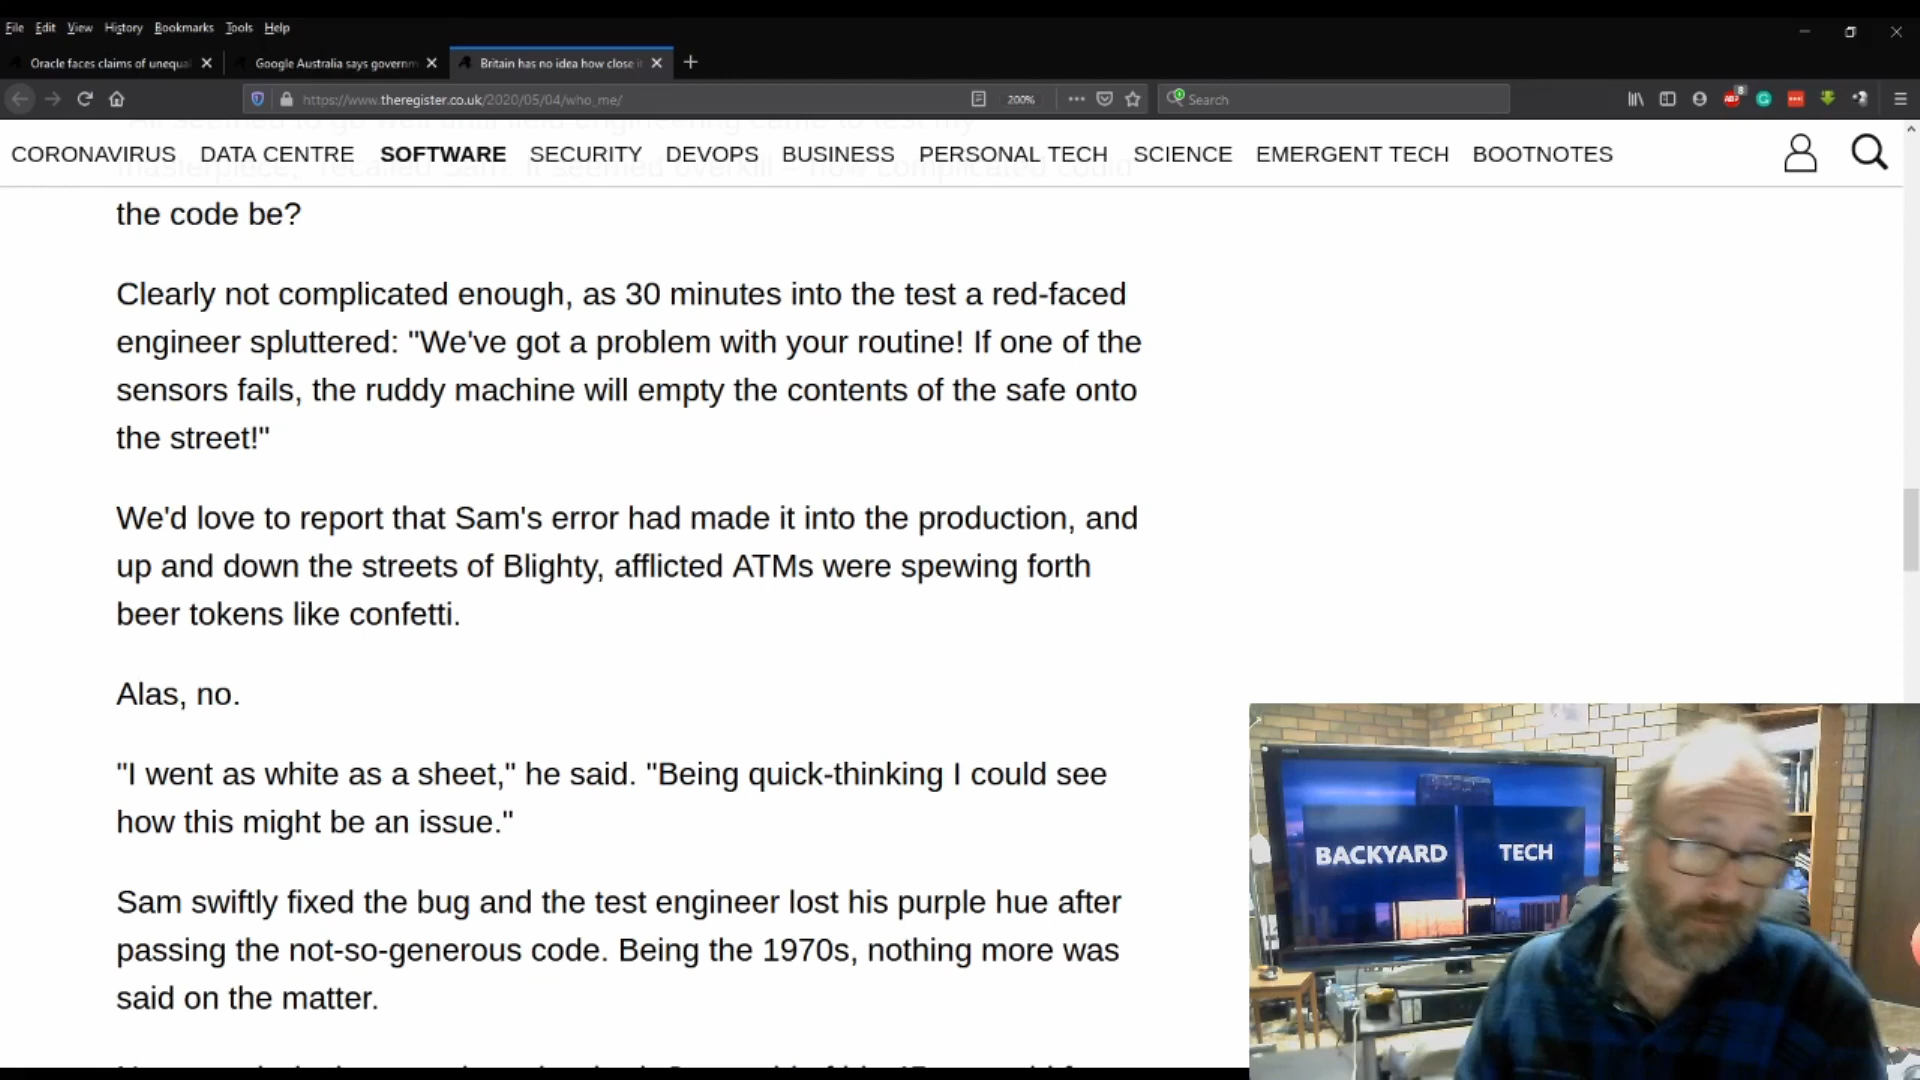 File Edit View History Bookmarks Tools Help
Oracle faces claims of unequa
Google Australia says governm
Britain has no idea how close i
https://www.theregister.co.uk/2020/05/04/who_me/
200%
Search
8
CORONAVIRUS DATA CENTRE SOFTWARE SECURITY DEVOPS BUSINESS PERSONAL TECH SCIENCE EMERGENT TECH BOOTNOTES
the code be?
Clearly not complicated enough, as 30 minutes into the test a red-faced
engineer spluttered: "We've got a problem with your routine! If one of the
sensors fails, the ruddy machine will empty the contents of the safe onto
the street!"
We'd love to report that Sam's error had made it into the production, and
up and down the streets of Blighty, afflicted ATMs were spewing forth
beer tokens like confetti.
Alas, no.
"I went as white as a sheet," he said. "Being quick-thinking I could see
how this might be an issue."
Sam swiftly fixed the bug and the test engineer lost his purple hue after
passing the not-so-generous code. Being the 1970s, nothing more was
said on the matter.
BACKYARD TECH